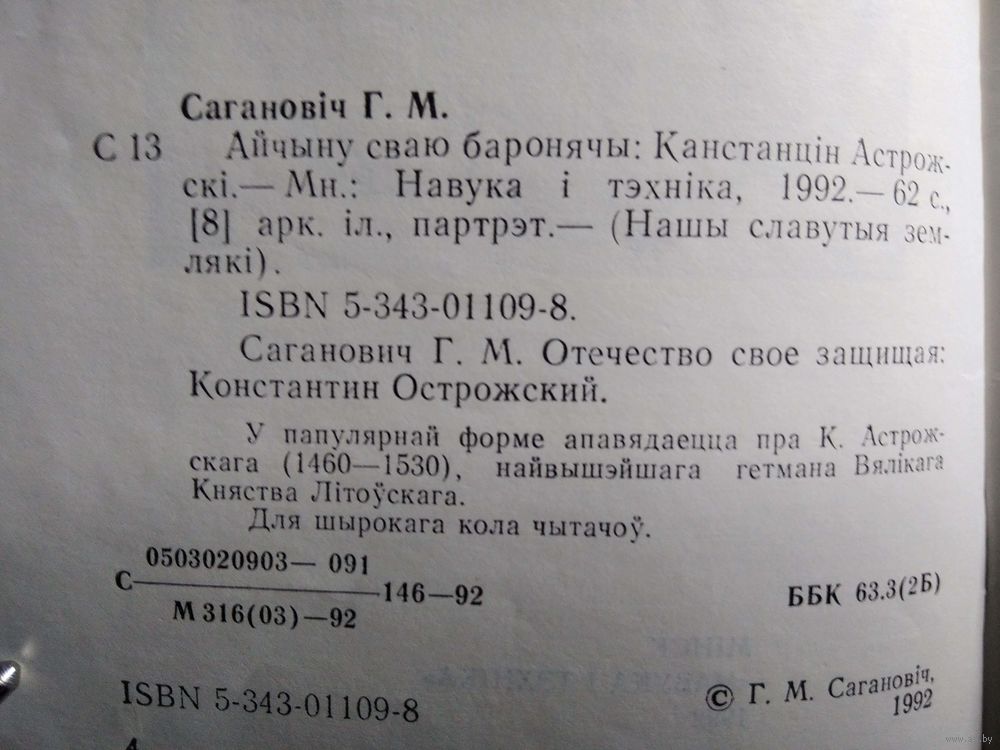 Сагановіч Г. М.
С 13 Айчыну сваю баронячы: Канстанцін Астрож-
скі.— Мн.: Навука і тэхніка, 1992.— 62 с.,
[8] арк. іл., партрэт.— (Нашы славутыя зем-
лякі).
ISBN 5-343-01109-8.
Саганович Г. М. Отечество свое защищая:
Константин Острожский.
У папулярнай форме апавядаецца пра К. Астрож-
скага (1460—1530), найвышэйшага гетмана Вялікага
Княства Літоўскага.
Для шырокага кола чытачоў.
0503020903— 091
С 146—92
М 316(03)—92
ББК 63.3(2Б)
ISBN 5-343-01109-8
© Г. М. Сагановіч,
1992